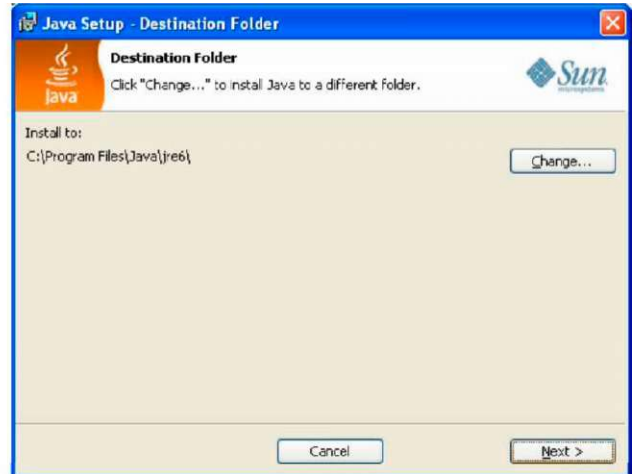 Java Setup - Destination Folder
Java
Destination Folder
Click "Change..." to install Java to a different folder.
Sun
microsystems
Install to:
C:\Program Files\Java\jre6\
Change...
Cancel
Next >